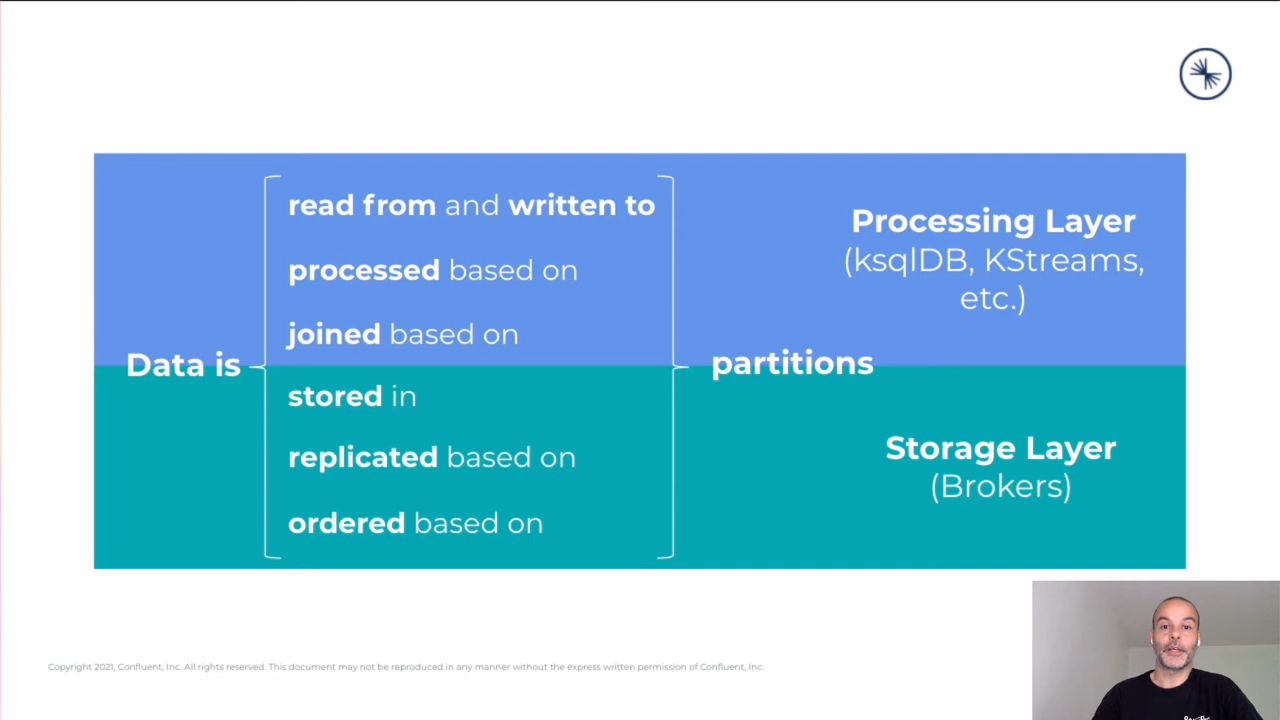 read from and written to
processed based on
joined based on
Data is
stored in
replicated based on
ordered based on
partitions
Processing Layer
(ksqlDB, KStreams,
etc.)
Storage Layer
(Brokers)
Copyright 2021, Confluent, Inc. All rights reserved. This document may not be reproduced in any manner without the express written permission of Confluent, Inc.